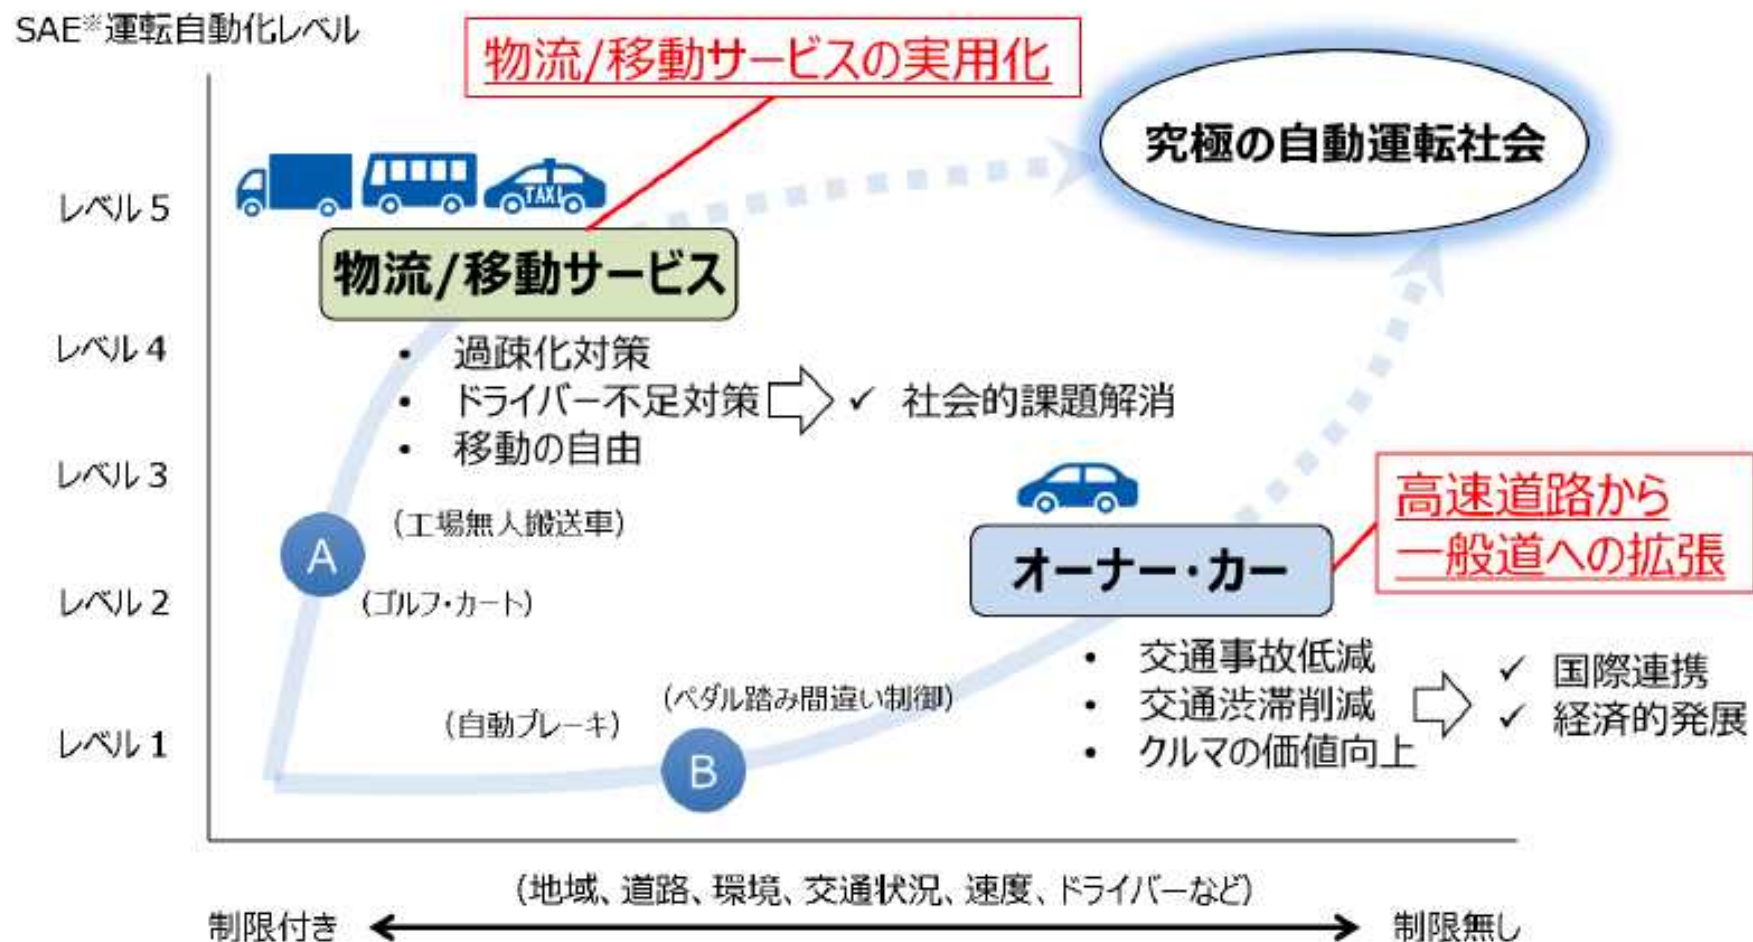 SAE※運転自動化レベル
物流/移動サービスの実用化
究極の自動運転社会
レベル5
TAXI
物流/移動サービス
レベル4
• 過疎化対策
• ドライバー不足対策
• 移動の自由
✓ 社会的課題解消
レベル3
(工場無人搬送車)
A
(ゴルフ・カート)
レベル2
高速道路から
一般道への拡張
オーナー・カー
• 交通事故低減
• 交通渋滞削減
• クルマの価値向上
✓ 国際連携
✓ 経済的発展
(ペダル踏み間違い制御)
(自動ブレーキ)
レベル1
B
(地域、道路、環境、交通状況、速度、ドライバーなど)
制限付き
制限無し